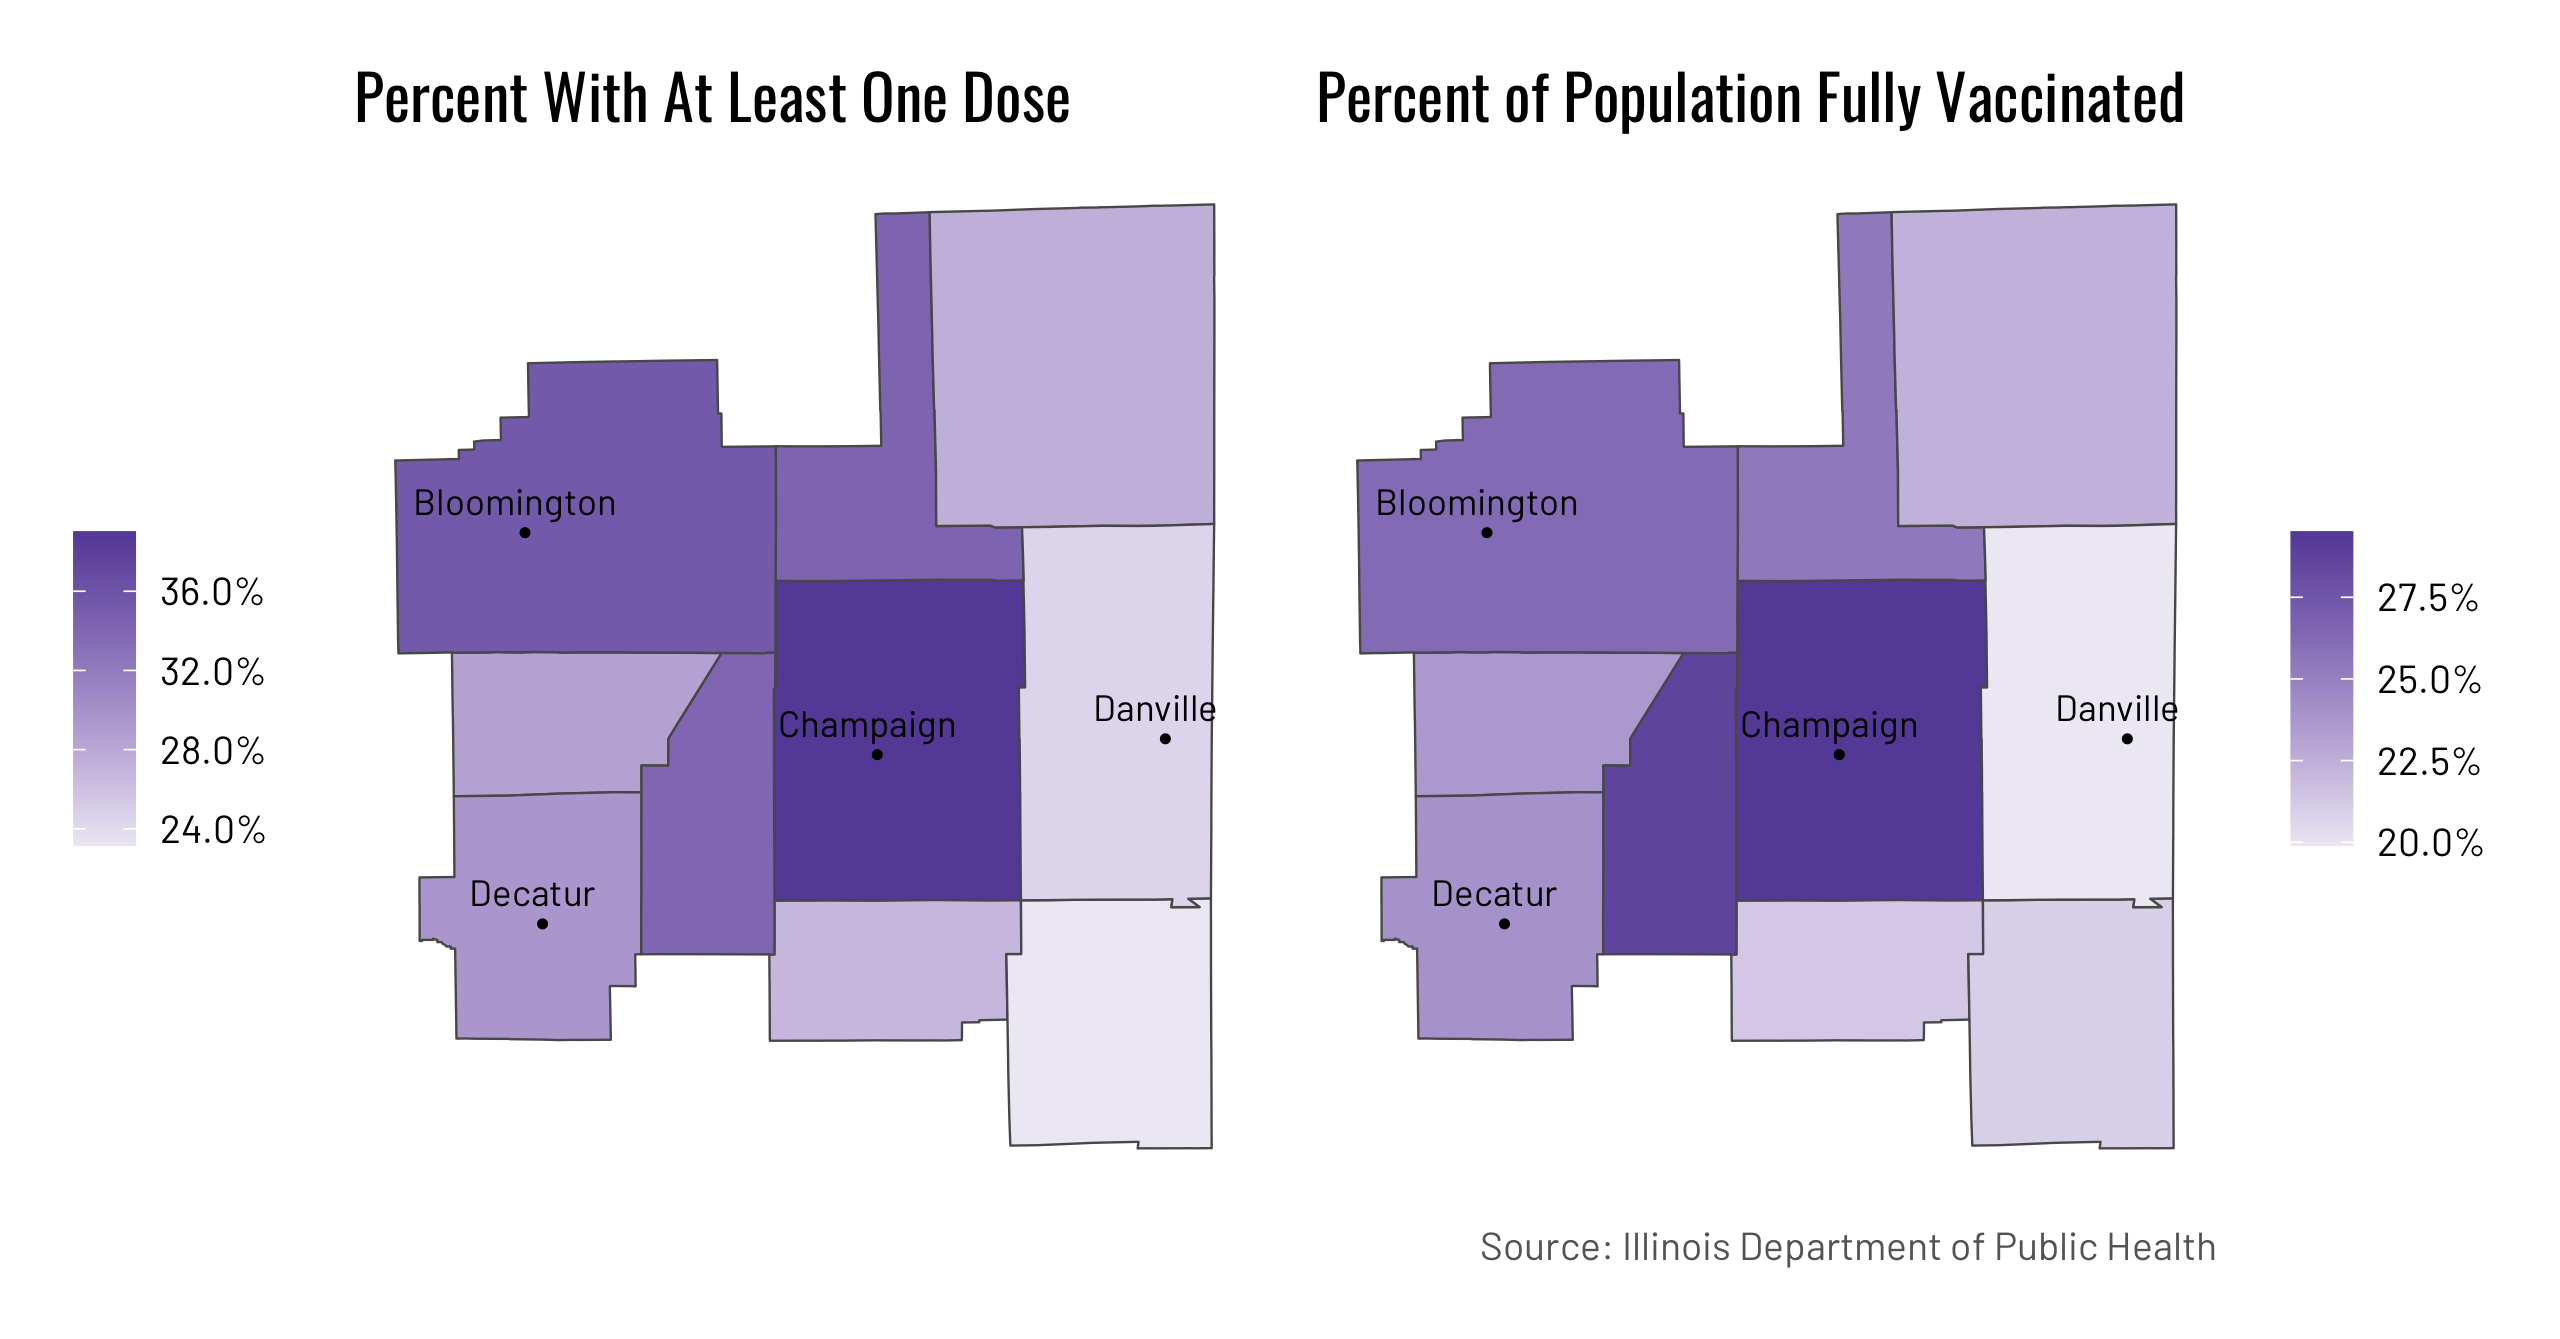 Percent With At Least One Dose
Bloomington
Champaign
Danville
Decatur
36.0%
32.0%
28.0%
24.0%
Percent of Population Fully Vaccinated
Bloomington
Champaign
Danville
Decatur
27.5%
25.0%
22.5%
20.0%
Source: Illinois Department of Public Health